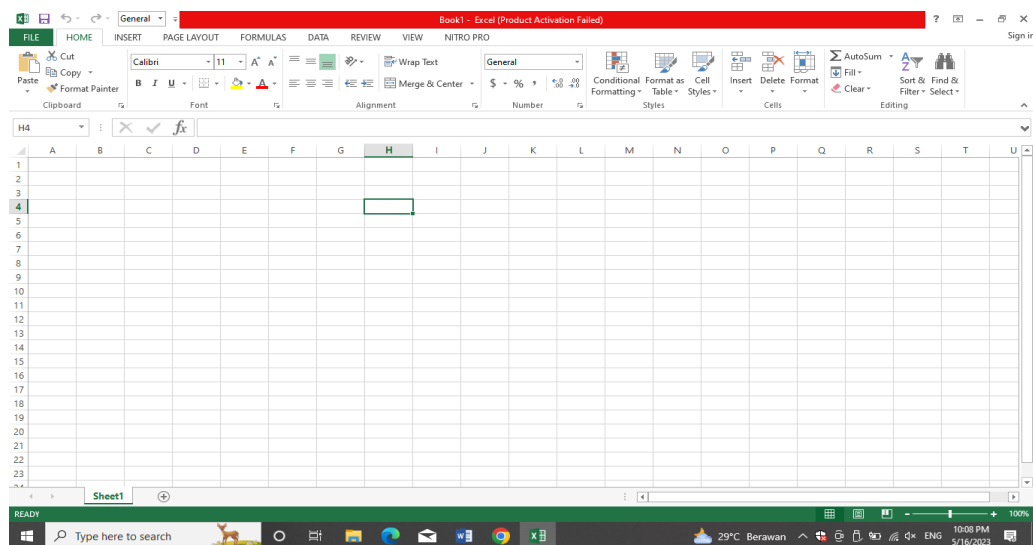 General
Book1 - Excel (Product Activation Failed)
FILE HOME INSERT PAGE LAYOUT FORMULAS DATA REVIEW VIEW NITRO PRO Sign in
Paste
Cut
Copy
Format Painter
Clipboard
Calibri 11
B I U
Font
Wrap Text
Merge & Center
Alignment
General
$ % ,
Number
Conditional Formatting
Format as Table
Cell Styles
Styles
Insert Delete Format
Cells
AutoSum
Fill
Clear
Sort & Filter
Find & Select
Editing
H4 fx
A B C D E F G H I J K L M N O P Q R S T U
1
2
3
4
5
6
7
8
9
10
11
12
13
14
15
16
17
18
19
20
21
22
23
Sheet1
READY 100%
Type here to search 29°C Berawan ENG 10:08 PM
5/16/2023